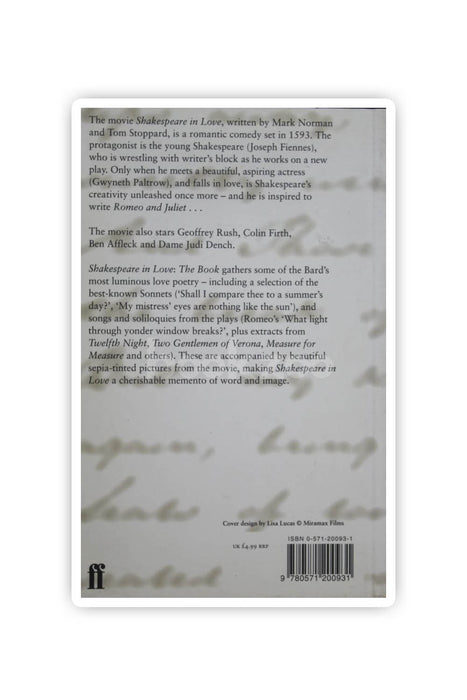 The movie Shakespeare in Love, written by Mark Norman
and Tom Stoppard, is a romantic comedy set in 1593. The
protagonist is the young Shakespeare (Joseph Fiennes),
who is wrestling with writer's block as he works on a new
play. Only when he meets a beautiful, aspiring actress
(Gwyneth Paltrow), and falls in love, is Shakespeare's
creativity unleashed once more – and he is inspired to
write Romeo and Juliet . . .
The movie also stars Geoffrey Rush, Colin Firth,
Ben Affleck and Dame Judi Dench.
Shakespeare in Love: The Book gathers some of the Bard's
most luminous love poetry – including a selection of the
best-known Sonnets ('Shall I compare thee to a summer's
day?', 'My mistress' eyes are nothing like the sun'), and
songs and soliloquies from the plays (Romeo's 'What light
through yonder window breaks?', plus extracts from
Twelfth Night, Two Gentlemen of Verona, Measure for
Measure and others). These are accompanied by beautiful
sepia-tinted pictures from the movie, making Shakespeare in
Love a cherishable memento of word and image.
again, bring
Cover design by Lisa Lucas © Miramax Films
ISBN 0-571-20093-1
UK £4.99 RRP
9 780571 200931
ff